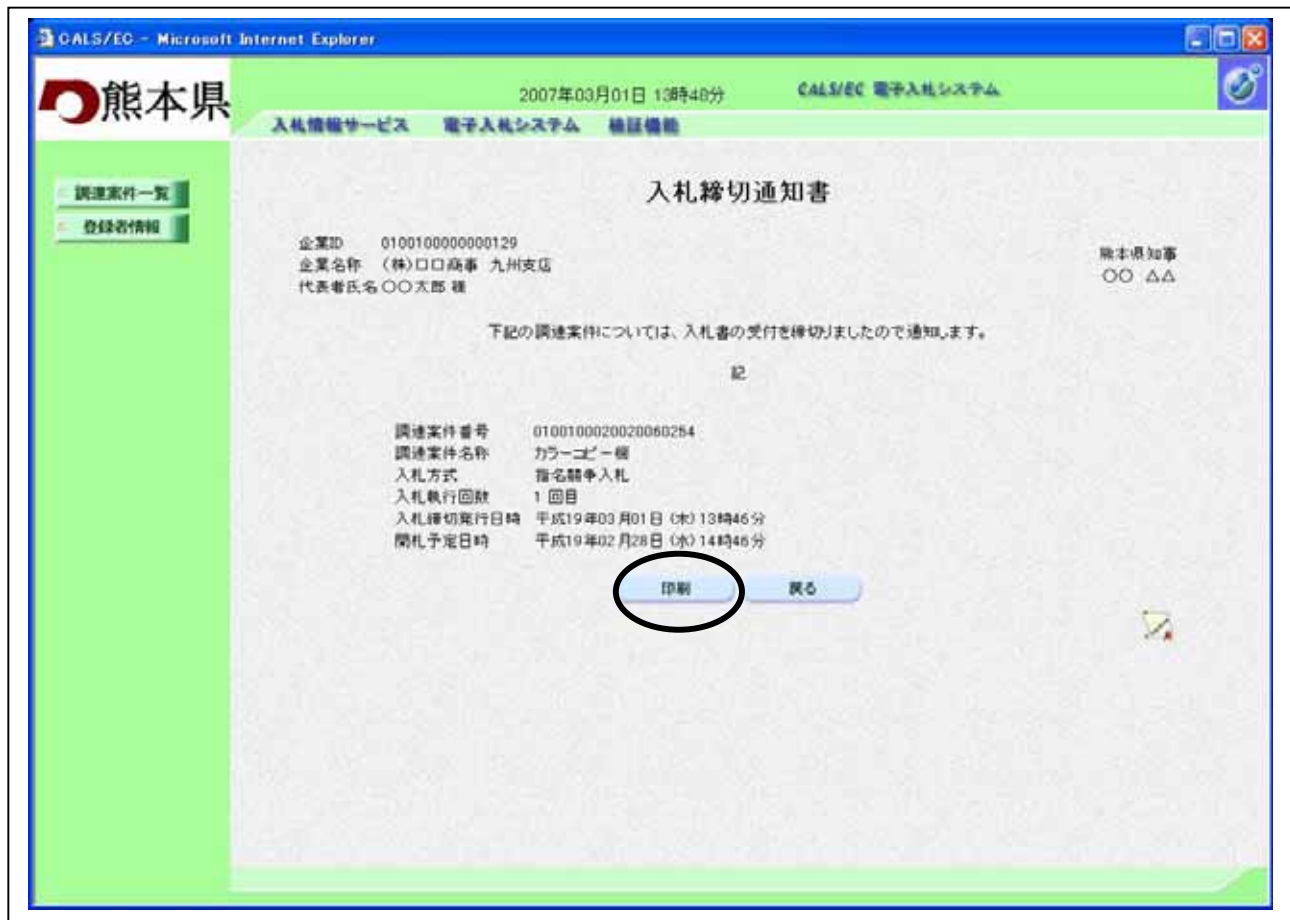 CALS/EC - Microsoft Internet Explorer
熊本県
2007年03月01日 13時48分
CALS/EC 電子入札システム
入札情報サービス 電子入札システム 検証機能
調達案件一覧
登録者情報
入札締切通知書
企業ID 0100100000000129
企業名称 (株)口口商事 九州支店
代表者氏名 〇〇太郎 様
熊本県知事
〇〇 △△
下記の調達案件については、入札書の受付を締切りましたので通知します。
記
調達案件番号 0100100020020060254
調達案件名称 カラーコピー機
入札方式 指名競争入札
入札執行回数 1 回目
入札締切発行日時 平成19年03月01日 (木) 13時46分
開札予定日時 平成19年02月28日 (水) 14時46分
印刷 戻る